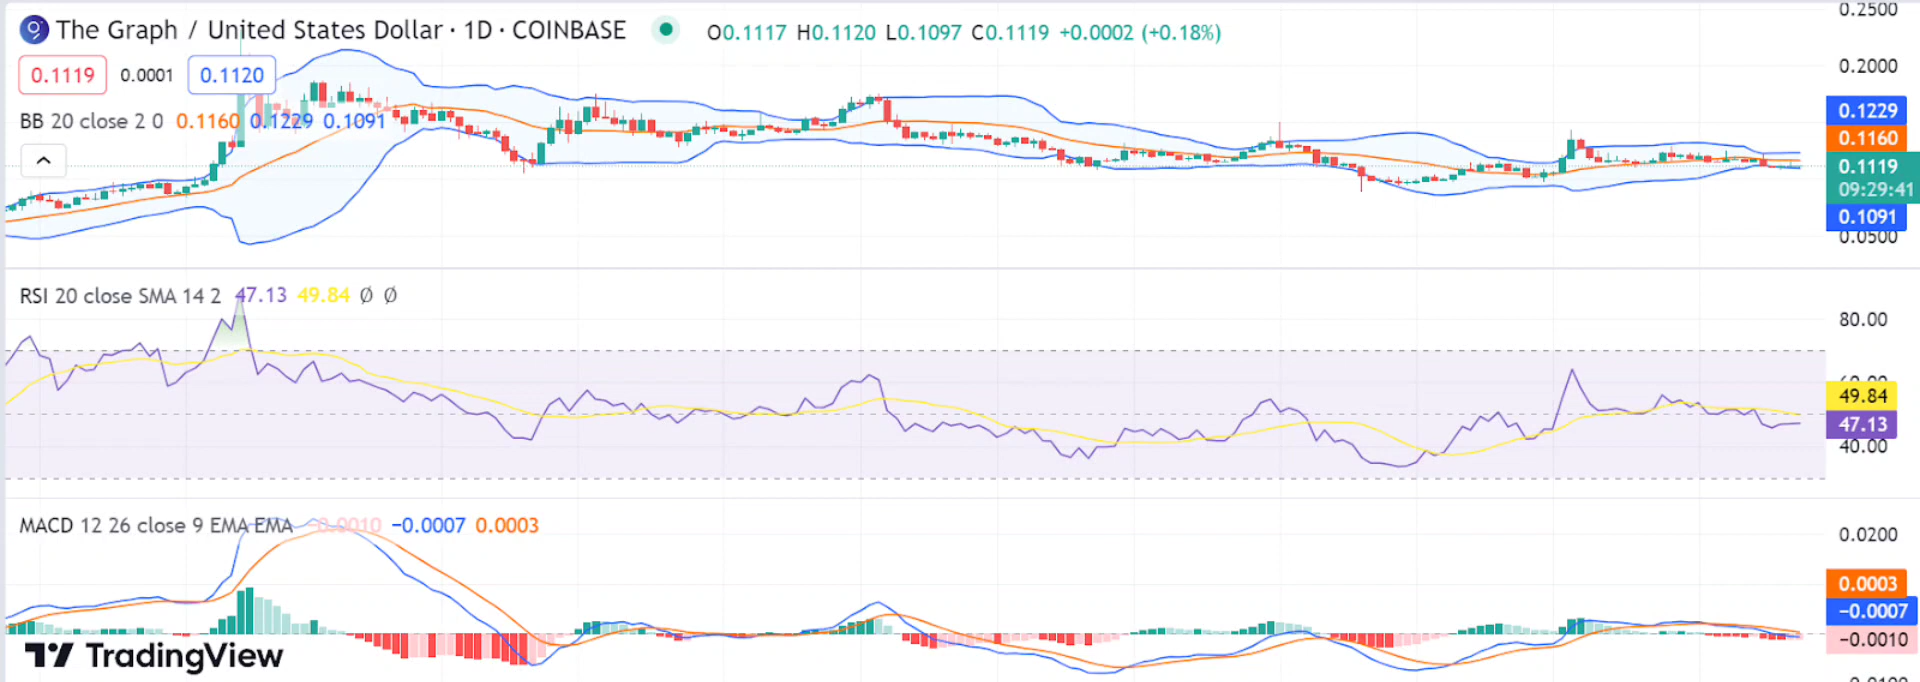 The Graph / United States Dollar · 1D · COINBASE O0.1117 H0.1120 L0.1097 C0.1119 +0.0002 (+0.18%)
0.1119 0.0001 0.1120
BB 20 close 2 0 0.1160 0.1229 0.1091
0.2500
0.2000
0.1229
0.1160
0.1119
09:29:41
0.1091
0.0500
RSI 20 close SMA 14 2 47.13 49.84 Ø Ø
80.00
60.00
49.84
47.13
40.00
MACD 12 26 close 9 EMA EMA −0.0010 −0.0007 0.0003
0.0200
0.0003
−0.0007
−0.0010
TradingView